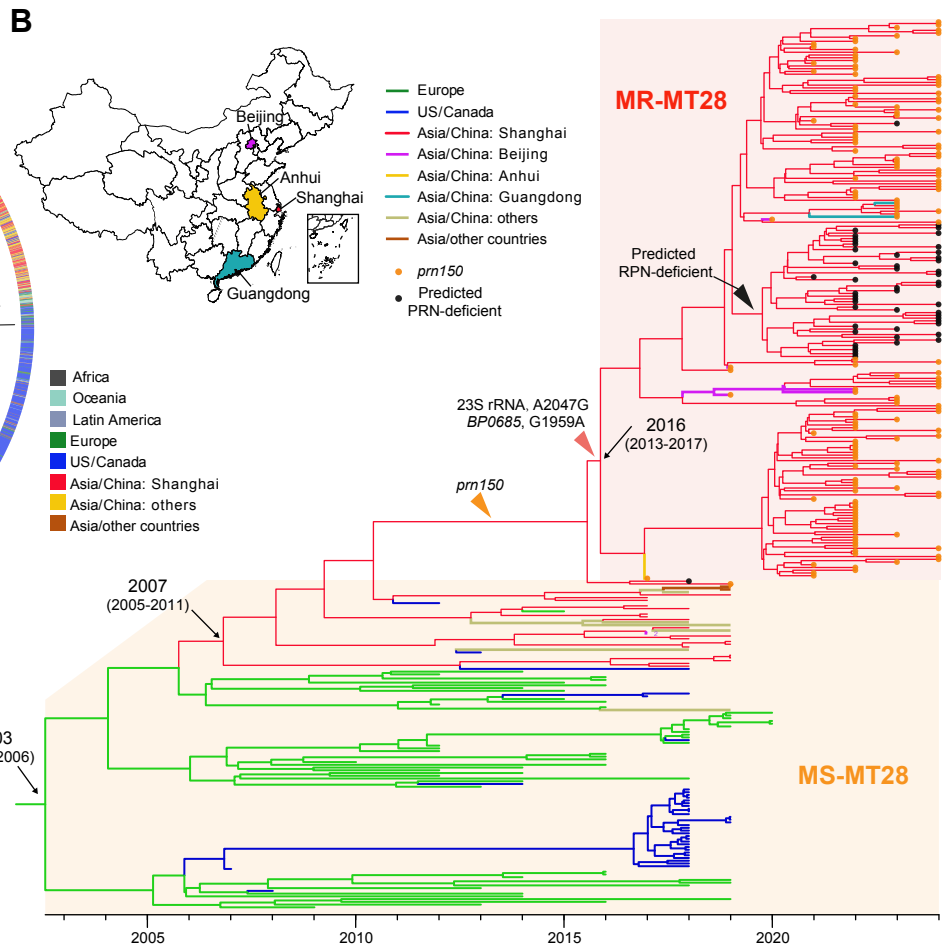 B
Beijing
Anhui
Shanghai
Guangdong
Europe
US/Canada
Asia/China: Shanghai
Asia/China: Beijing
Asia/China: Anhui
Asia/China: Guangdong
Asia/China: others
Asia/other countries
prn150
Predicted
PRN-deficient
MR-MT28
Predicted
RPN-deficient
Africa
Oceania
Latin America
Europe
US/Canada
Asia/China: Shanghai
Asia/China: others
Asia/other countries
23S rRNA, A2047G
BP0685, G1959A
2016
(2013-2017)
prn150
2007
(2005-2011)
03
2006)
MS-MT28
2005
2010
2015
2020